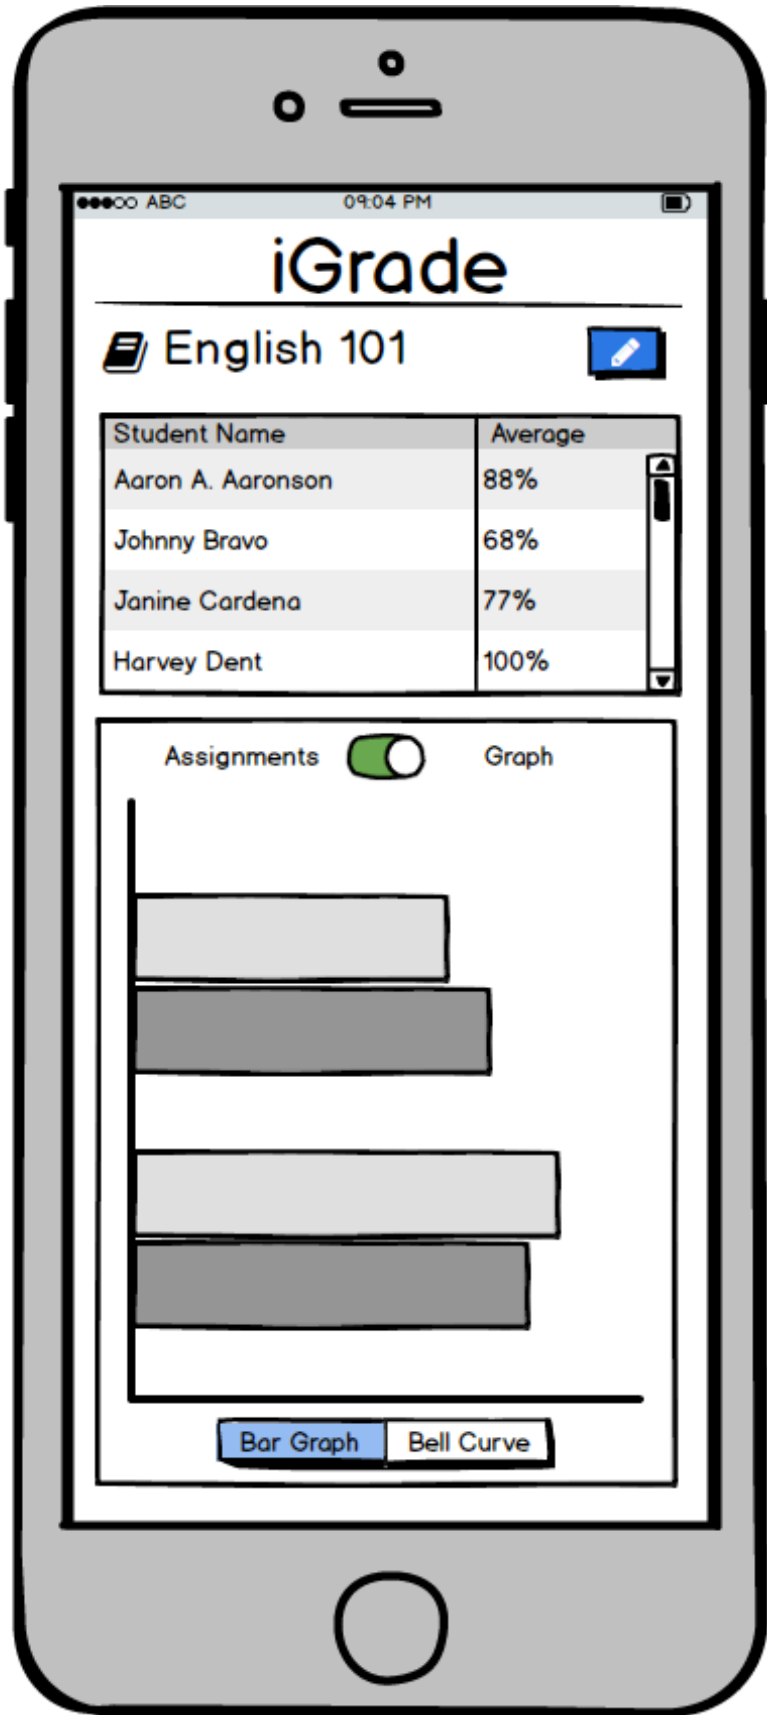 ABC 09:04 PM
iGrade
English 101
Student Name Average
Aaron A. Aaronson 88%
Johnny Bravo 68%
Janine Cardena 77%
Harvey Dent 100%
Assignments Graph
Bar Graph Bell Curve